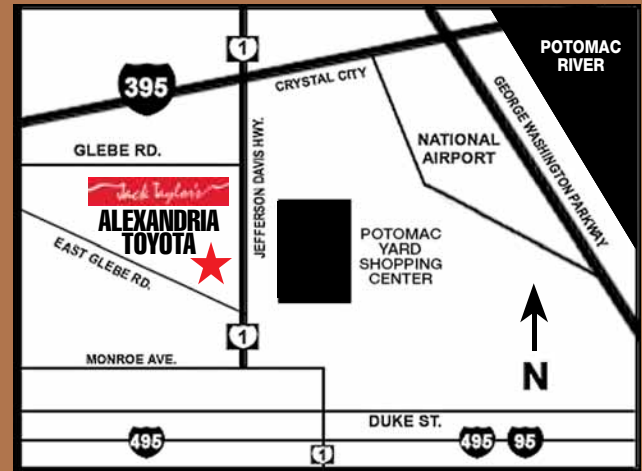 1
POTOMAC
RIVER
395
CRYSTAL CITY
GEORGE WASHINGTON PARKWAY
JEFFERSON DAVIS HWY.
NATIONAL
AIRPORT
GLEBE RD.
Jack Taylor's
ALEXANDRIA
TOYOTA
EAST GLEBE RD.
POTOMAC
YARD
SHOPPING
CENTER
1
MONROE AVE.
N
DUKE ST.
495
1
495
95